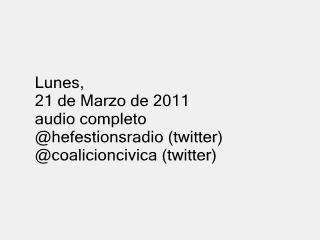 Lunes,
21 de Marzo de 2011
audio completo
@hefestionsradio (twitter)
@coalicioncivica (twitter)